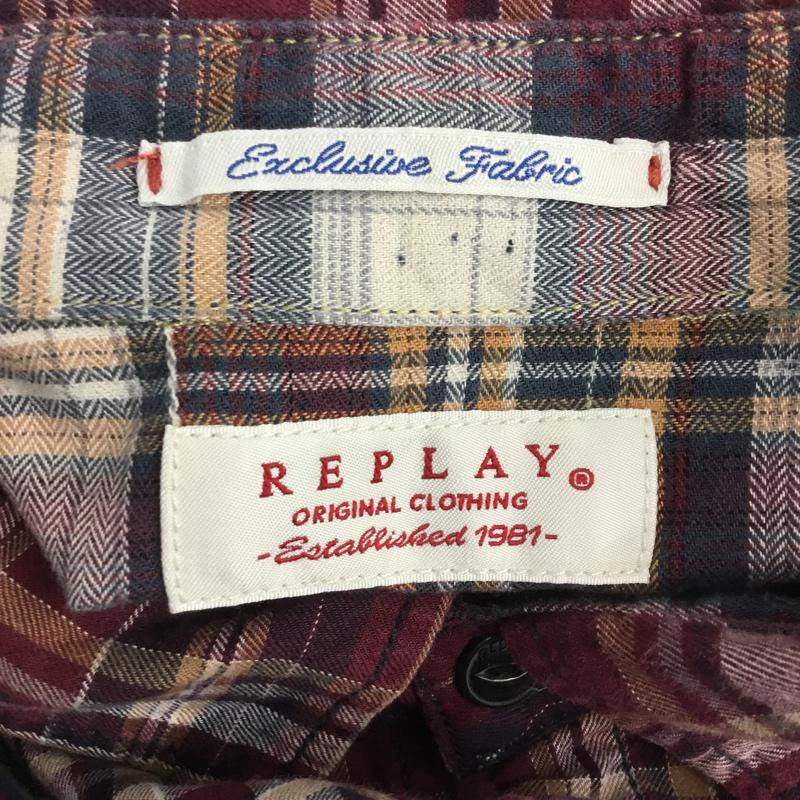 Exclusive Fabric
REPLAY®
ORIGINAL CLOTHING
-Established 1981-